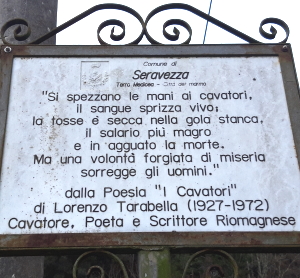 Comune di
Seravezza
Terra Medicea - Città del marmo
"Si spezzano le mani ai cavatori,
il sangue sprizza vivo;
la tosse è secca nella gola stanca,
il salario più magro
e in agguato la morte.
Ma una volontà forgiata di miseria
sorregge gli uomini."
dalla Poesia "I Cavatori"
di Lorenzo Tarabella (1927-1972)
Cavatore, Poeta e Scrittore Riomagnese